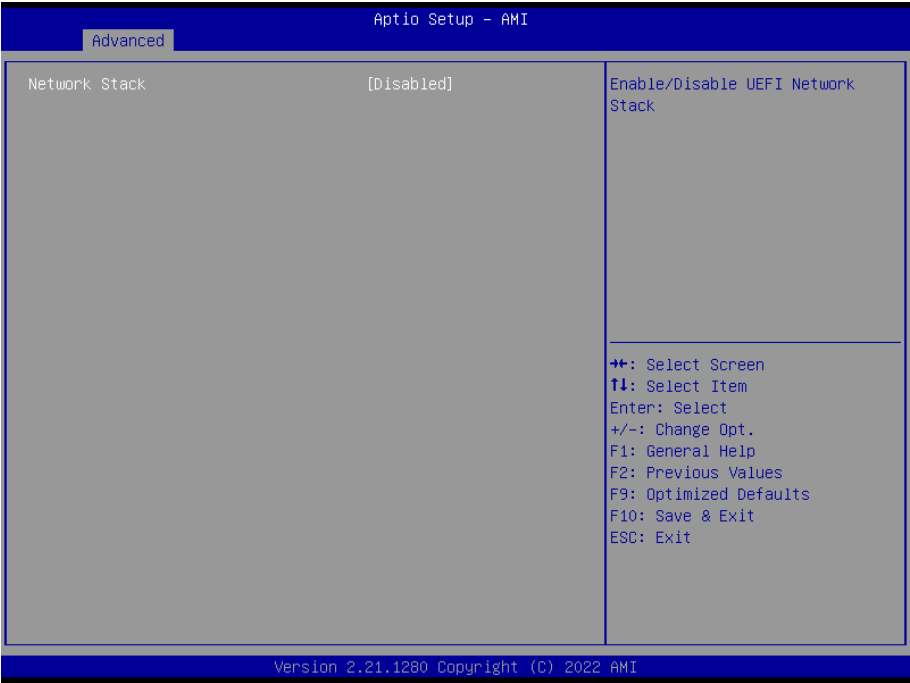 Aptio Setup - AMI
Advanced
Network Stack [Disabled]
Enable/Disable UEFI Network
Stack
→←: Select Screen
↑↓: Select Item
Enter: Select
+/-: Change Opt.
F1: General Help
F2: Previous Values
F9: Optimized Defaults
F10: Save & Exit
ESC: Exit
Version 2.21.1280 Copyright (C) 2022 AMI